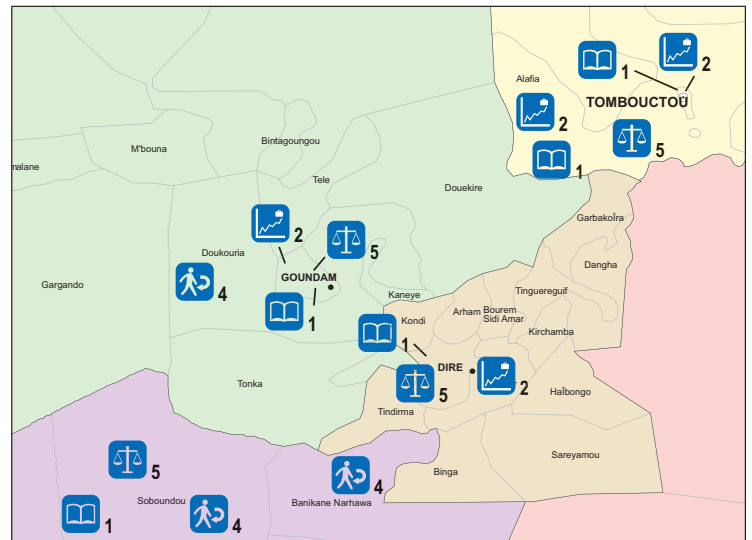 1
2
Alafia
TOMBOUCTOU
2
5
M'bouna
Bintagoungou
malane
1
Tele
Douekire
Garbakoïra
2
5
Doukouria
Dangha
GOUNDAM
Gargando
4
Tinguereguif
Kaneye
1
Arham
Bourem
Sidi Amar
Kondi
Kirchamba
1
DIRE
Tonka
5
2
Haïbongo
Tindirma
Sareyamou
5
Binga
4
Soboundou
Banikane Narhawa
1
4